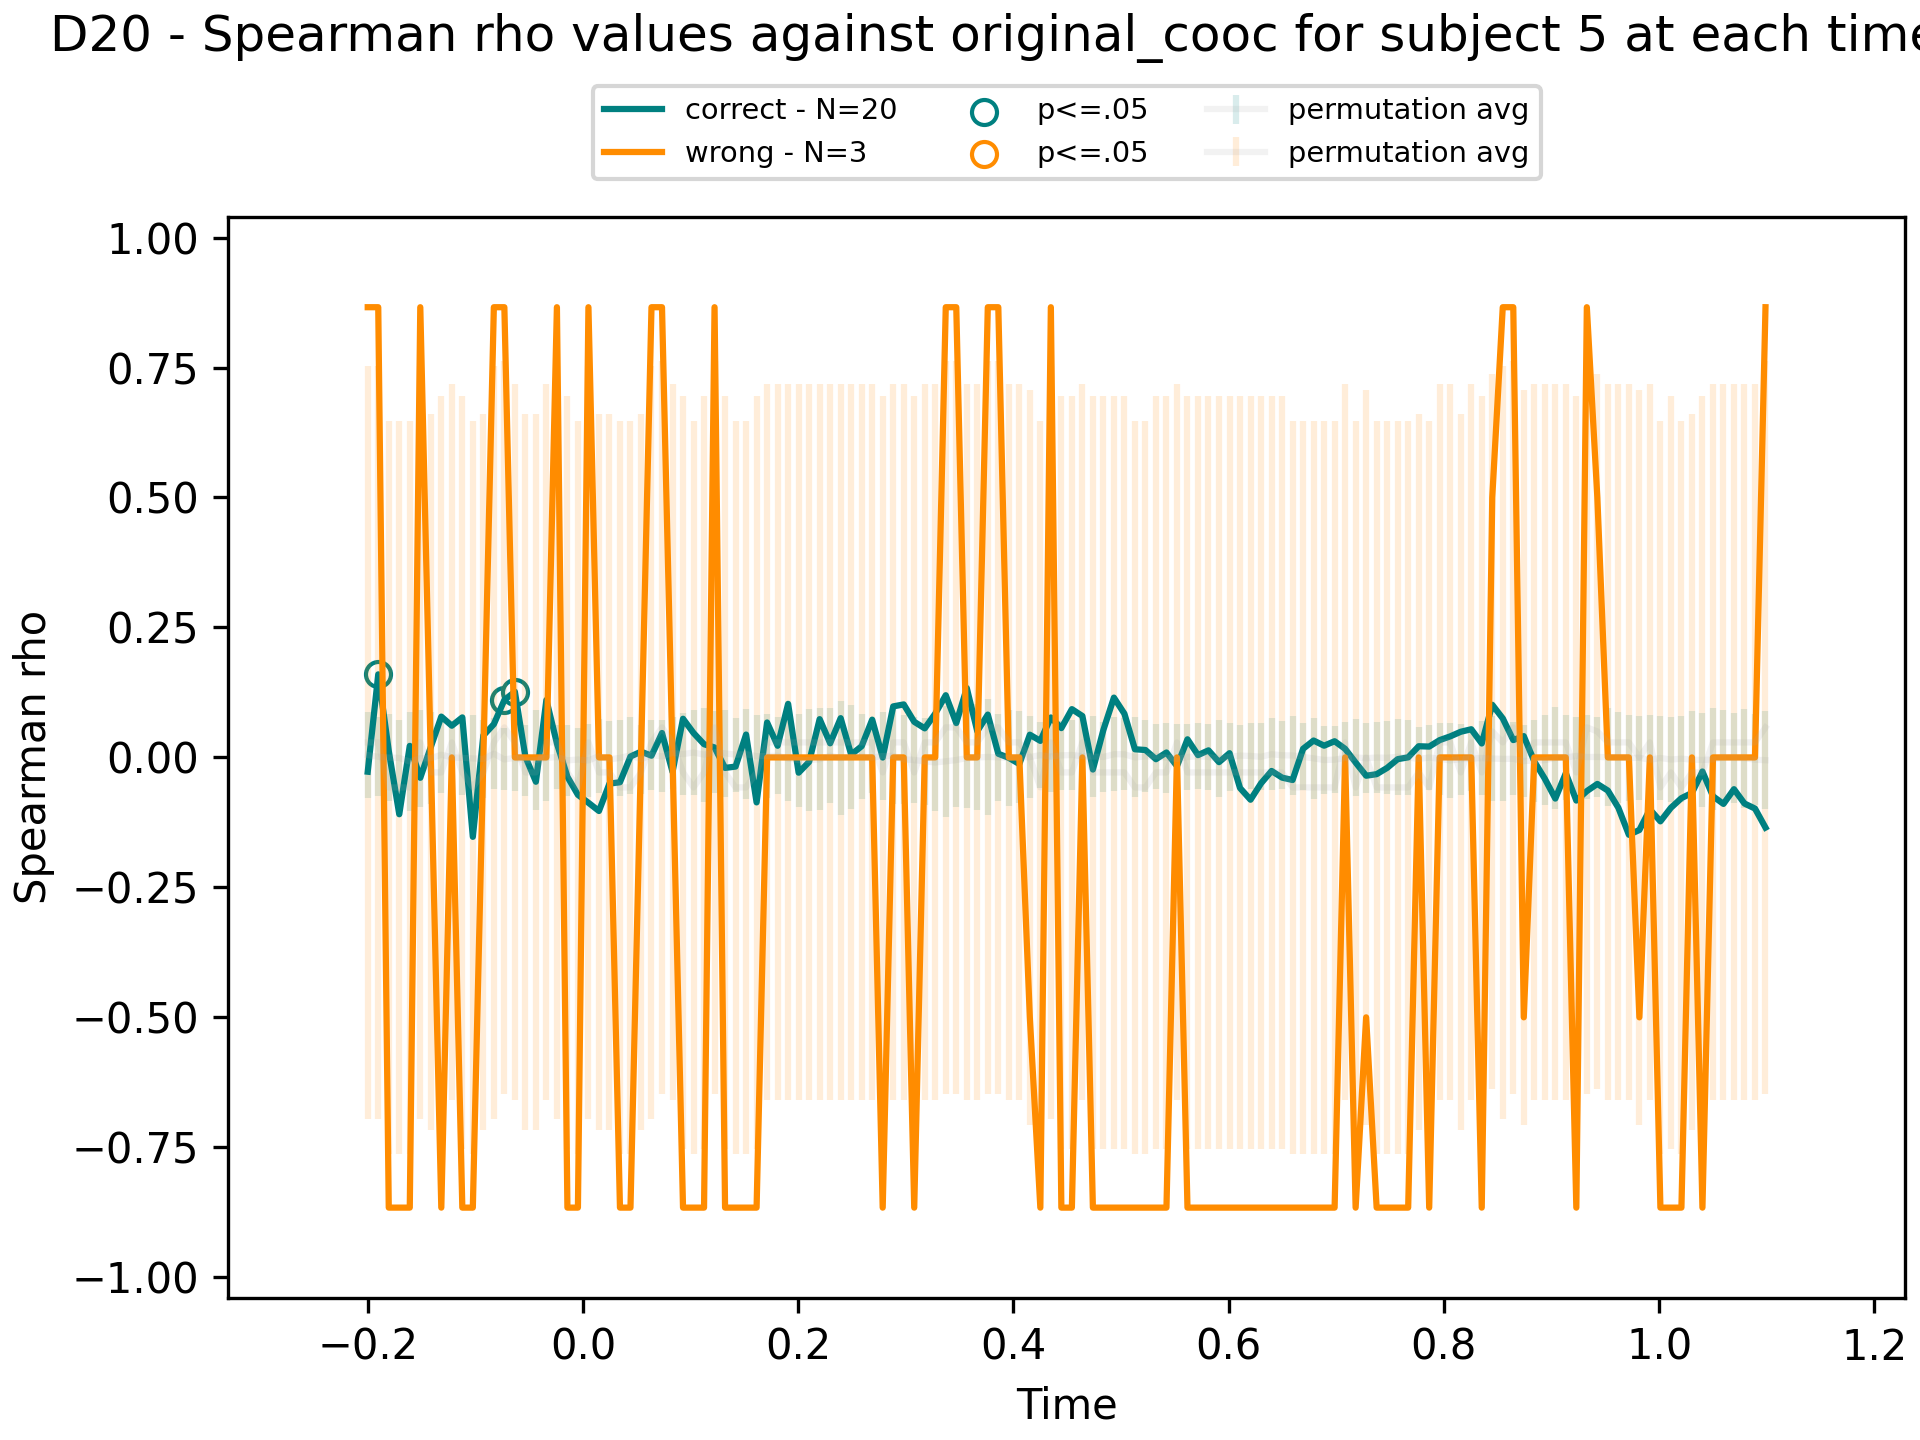 D20 - Spearman rho values against original_cooc for subject 5 at each time
correct - N=20 p<=.05 permutation avg
wrong - N=3 p<=.05 permutation avg
1.00
0.75
0.50
0.25
0.00
−0.25
−0.50
−0.75
−1.00
Spearman rho
−0.2 0.0 0.2 0.4 0.6 0.8 1.0 1.2
Time